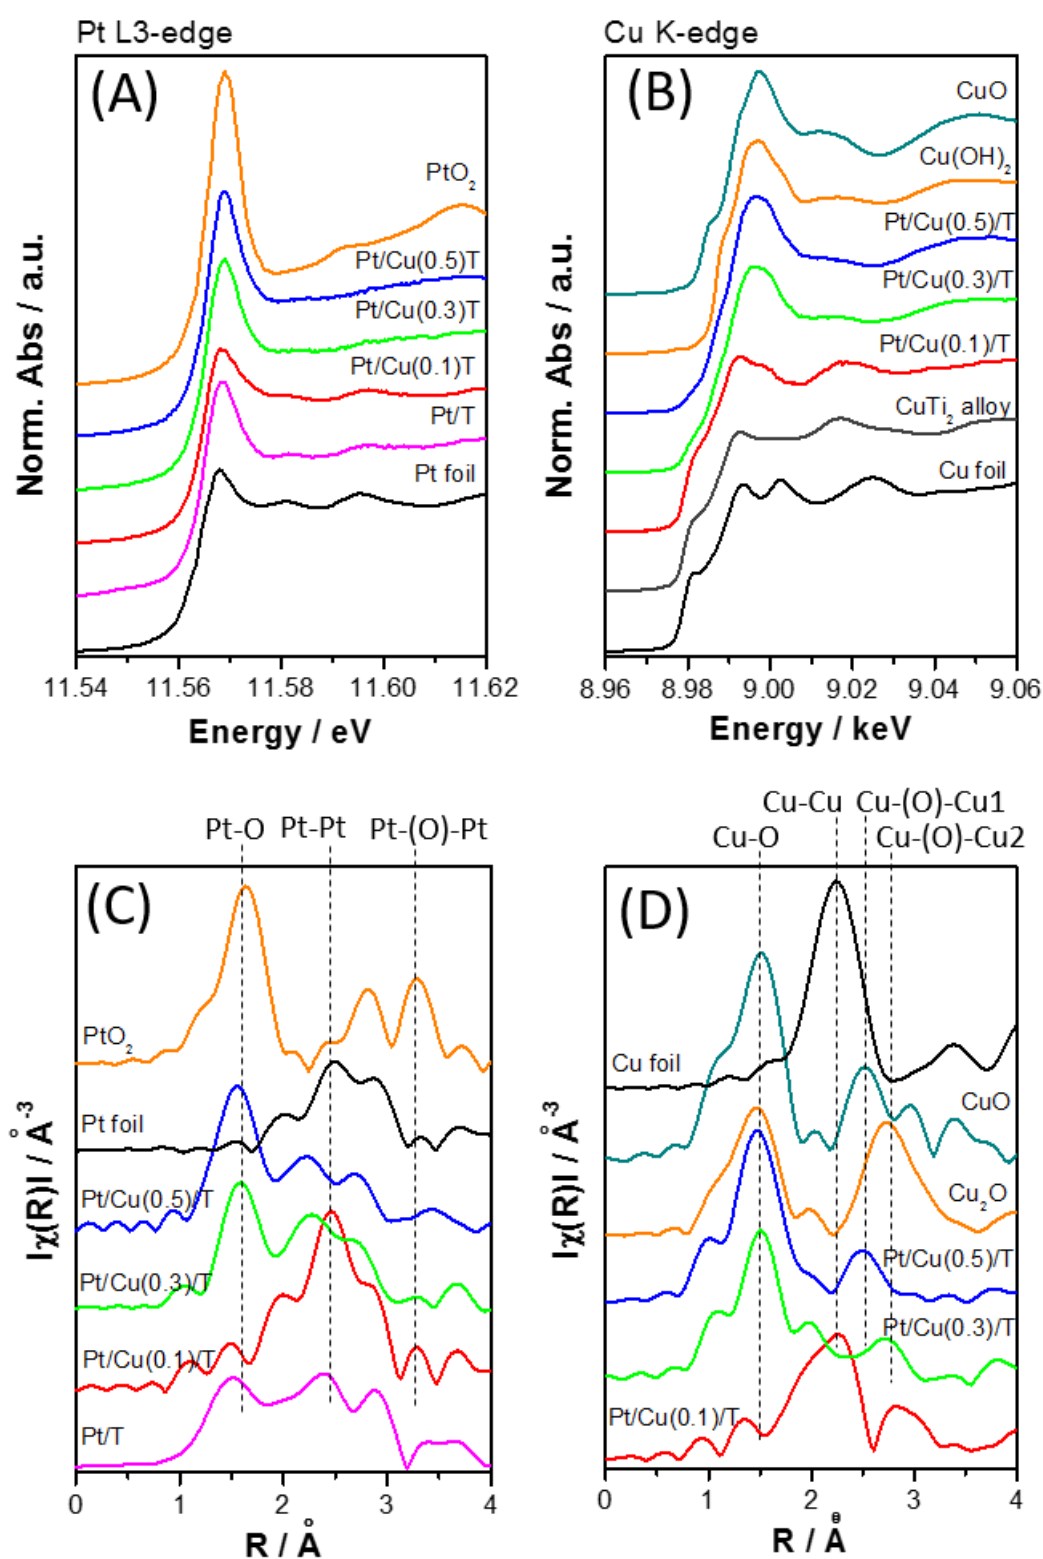 Pt L3-edge
(A)
PtO2
Pt/Cu(0.5)T
Pt/Cu(0.3)T
Pt/Cu(0.1)T
Pt/T
Pt foil
Norm. Abs / a.u.
11.54 11.56 11.58 11.60 11.62
Energy / eV
Cu K-edge
(B)
CuO
Cu(OH)2
Pt/Cu(0.5)/T
Pt/Cu(0.3)/T
Pt/Cu(0.1)/T
CuTi2 alloy
Cu foil
Norm. Abs / a.u.
8.96 8.98 9.00 9.02 9.04 9.06
Energy / keV
Pt-O Pt-Pt Pt-(O)-Pt
(C)
PtO2
Pt foil
Pt/Cu(0.5)/T
Pt/Cu(0.3)/T
Pt/Cu(0.1)/T
Pt/T
Iχ(R)I / Å-3
0 1 2 3 4
R / Å
Cu-Cu Cu-(O)-Cu1
Cu-O Cu-(O)-Cu2
(D)
Cu foil
CuO
Cu2O
Pt/Cu(0.5)/T
Pt/Cu(0.3)/T
Pt/Cu(0.1)/T
Iχ(R)I / Å-3
0 1 2 3 4
R / Å